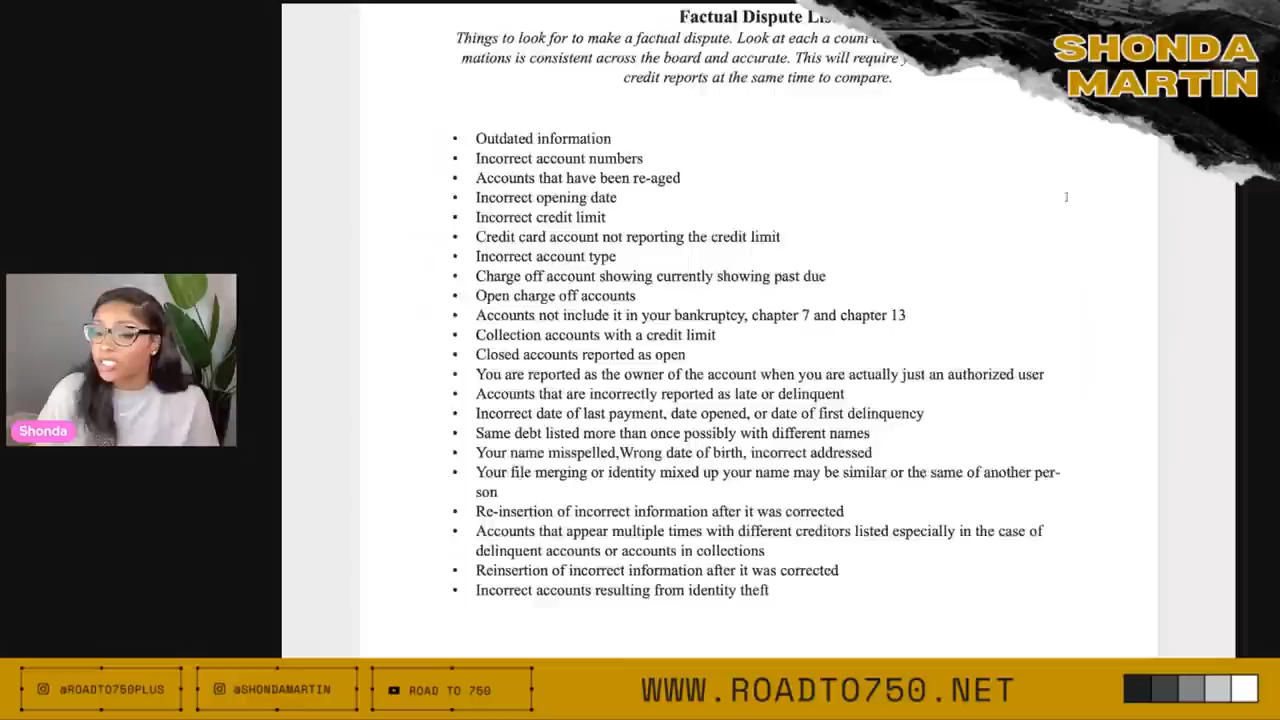 Factual Dispute
Things to look for to make a factual dispute. Look at each a count
mations is consistent across the board and accurate. This will require
credit reports at the same time to compare.
SHONDA
MARTIN
• Outdated information
• Incorrect account numbers
• Accounts that have been re-aged
• Incorrect opening date
• Incorrect credit limit
• Credit card account not reporting the credit limit
• Incorrect account type
• Charge off account showing currently showing past due
• Open charge off accounts
• Accounts not include it in your bankruptcy, chapter 7 and chapter 13
• Collection accounts with a credit limit
• Closed accounts reported as open
• You are reported as the owner of the account when you are actually just an authorized user
• Accounts that are incorrectly reported as late or delinquent
• Incorrect date of last payment, date opened, or date of first delinquency
• Same debt listed more than once possibly with different names
• Your name misspelled,Wrong date of birth, incorrect addressed
• Your file merging or identity mixed up your name may be similar or the same of another per-
son
• Re-insertion of incorrect information after it was corrected
• Accounts that appear multiple times with different creditors listed especially in the case of
delinquent accounts or accounts in collections
• Reinsertion of incorrect information after it was corrected
• Incorrect accounts resulting from identity theft
Shonda
@ROADTO750PLUS
@SHONDAMARTIN
ROAD TO 750
WWW.ROADTO750.NET